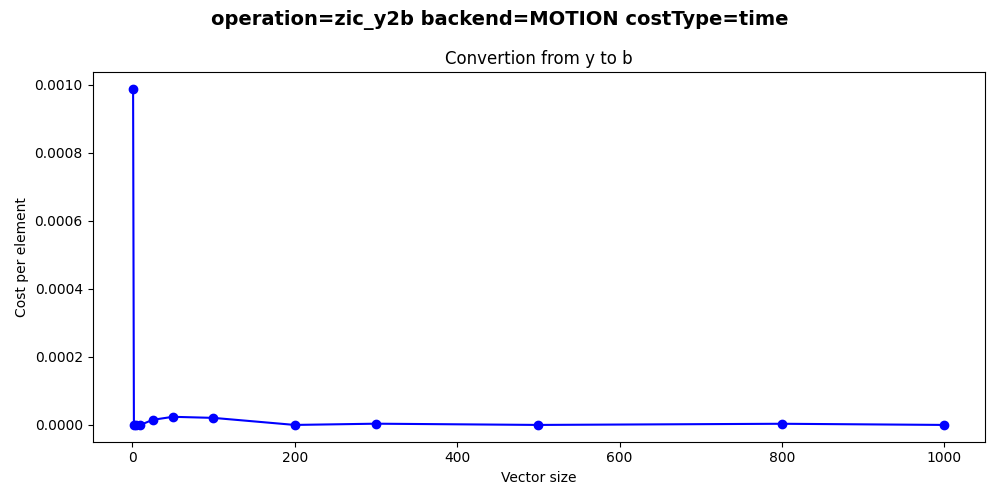 operation=zic_y2b backend=MOTION costType=time
Convertion from y to b
0.0010
0.0008
0.0006
0.0004
0.0002
0.0000
Cost per element
0 200 400 600 800 1000
Vector size